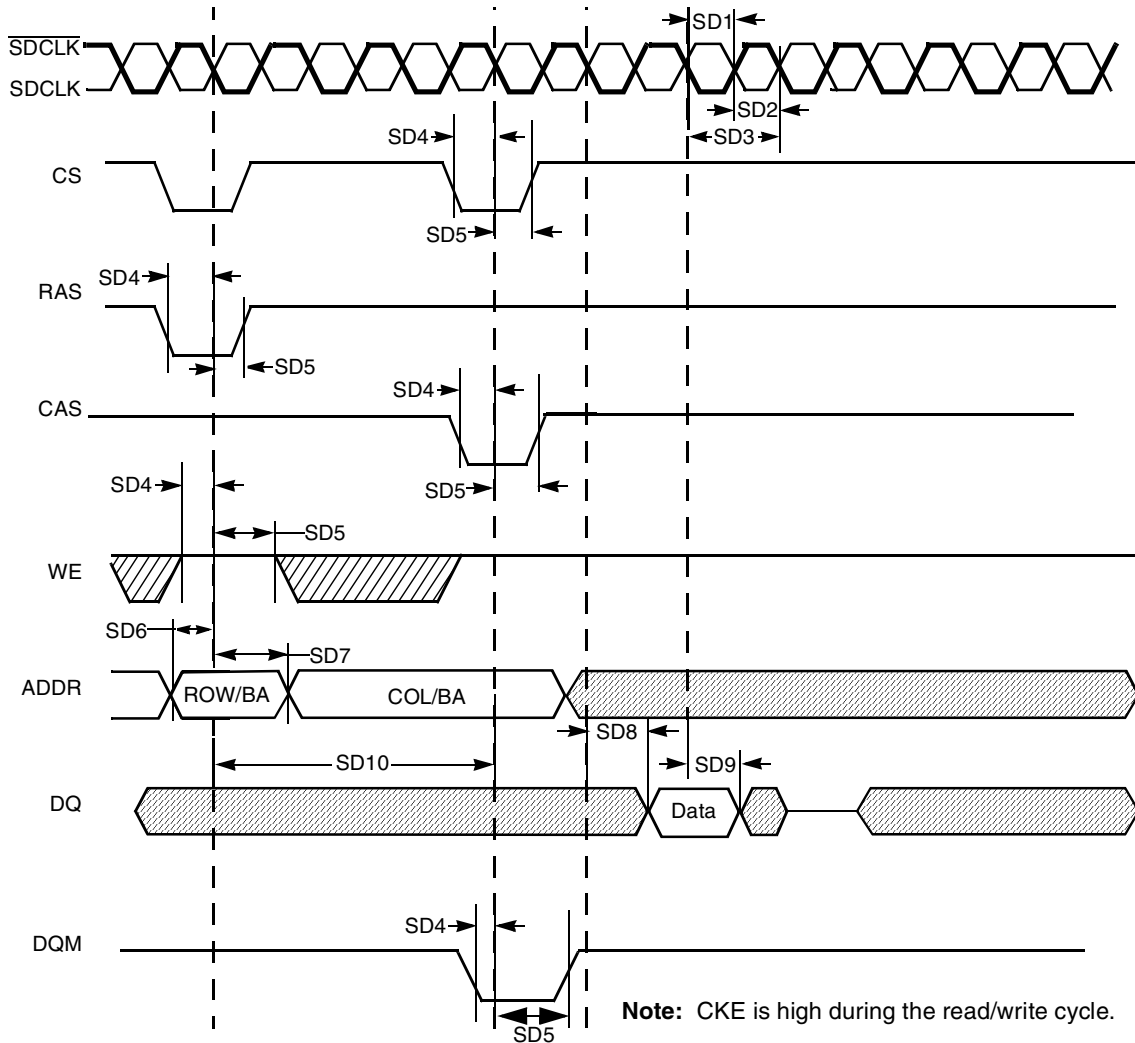 SD1
SDCLK
SDCLK
SD2
SD4
SD3
CS
SD5
SD4
RAS
SD5
SD4
CAS
SD4
SD5
SD5
WE
SD6
SD7
ADDR
ROW/BA
COL/BA
SD8
SD10
SD9
DQ
Data
SD4
DQM
Note: CKE is high during the read/write cycle.
SD5